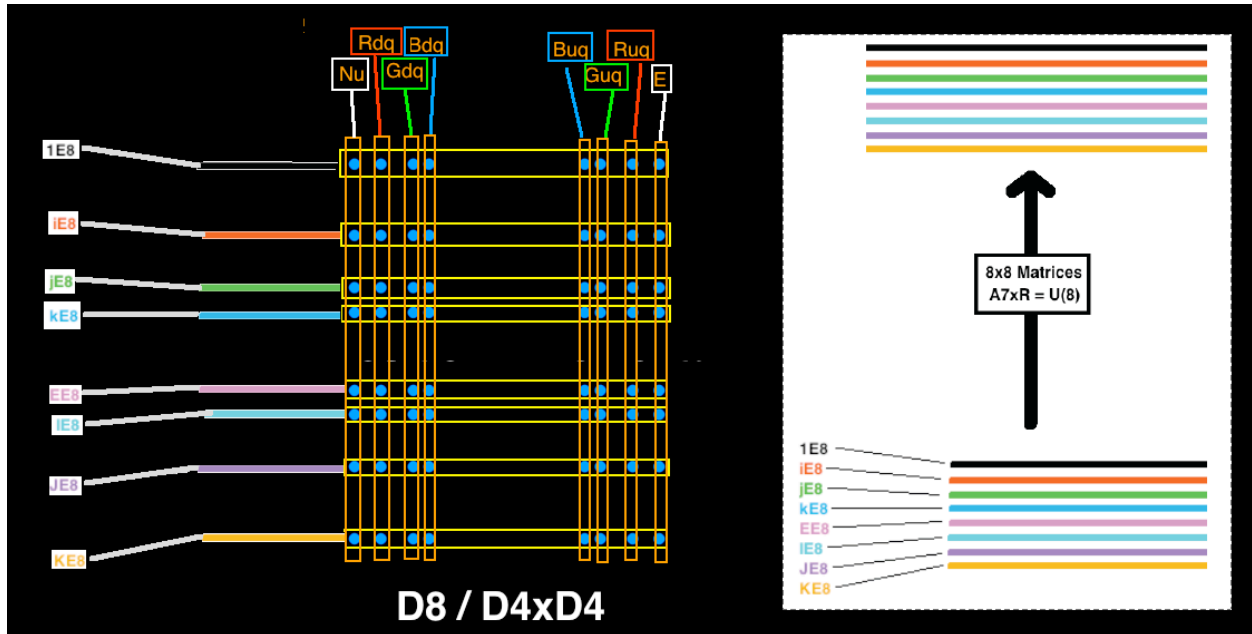 Rdq
Bdq
Buq
Ruq
Nu
Gdq
Guq
E
1E8
iE8
jE8
kE8
EE8
IE8
JE8
KE8
D8 / D4xD4
8x8 Matrices
A7xR = U(8)
1E8
iE8
jE8
kE8
EE8
IE8
JE8
KE8